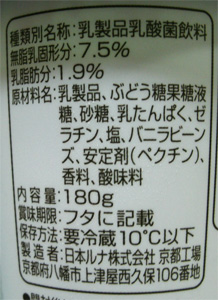 種類別名称：乳製品乳酸菌飲料
無脂乳固形分：7.5%
乳脂肪分：1.9%
原材料名：乳製品、ぶどう糖果糖液
糖、砂糖、乳たんぱく、ゼ
ラチン、塩、バニラビーン
ズ、安定剤（ペクチン）、
香料、酸味料
内容量：180g
賞味期限：フタに記載
保存方法：要冷蔵10℃以下
製造者：日本ルナ株式会社 京都工場
京都府八幡市上津屋西久保106番地